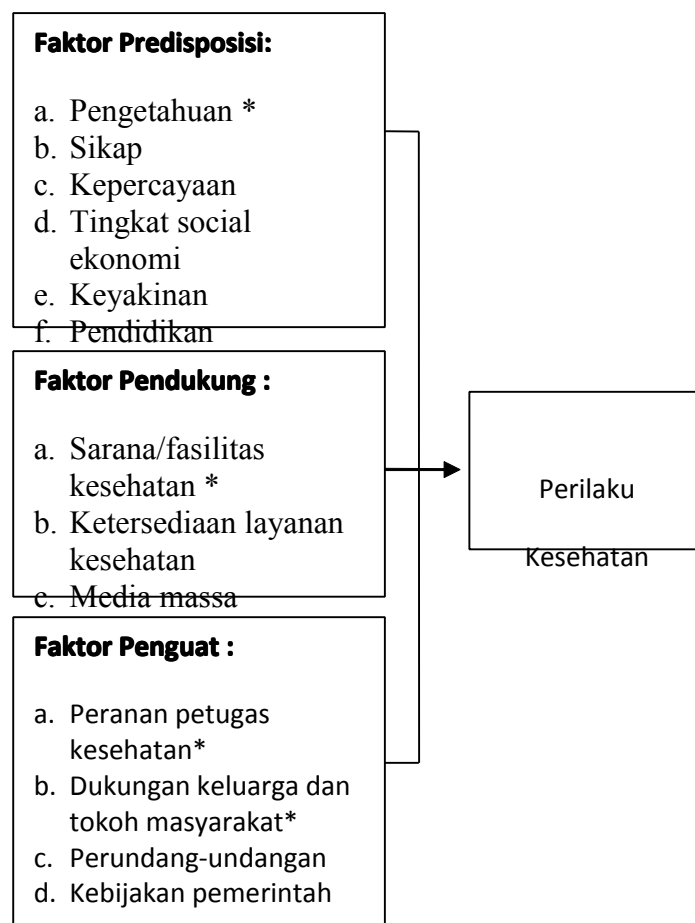 Faktor Predisposisi:
a. Pengetahuan *
b. Sikap
c. Kepercayaan
d. Tingkat social
ekonomi
e. Keyakinan
f. Pendidikan
Faktor Pendukung :
a. Sarana/fasilitas
kesehatan *
b. Ketersediaan layanan
kesehatan
c. Media massa
Faktor Penguat :
a. Peranan petugas
kesehatan*
b. Dukungan keluarga dan
tokoh masyarakat*
c. Perundang-undangan
d. Kebijakan pemerintah
Perilaku
Kesehatan